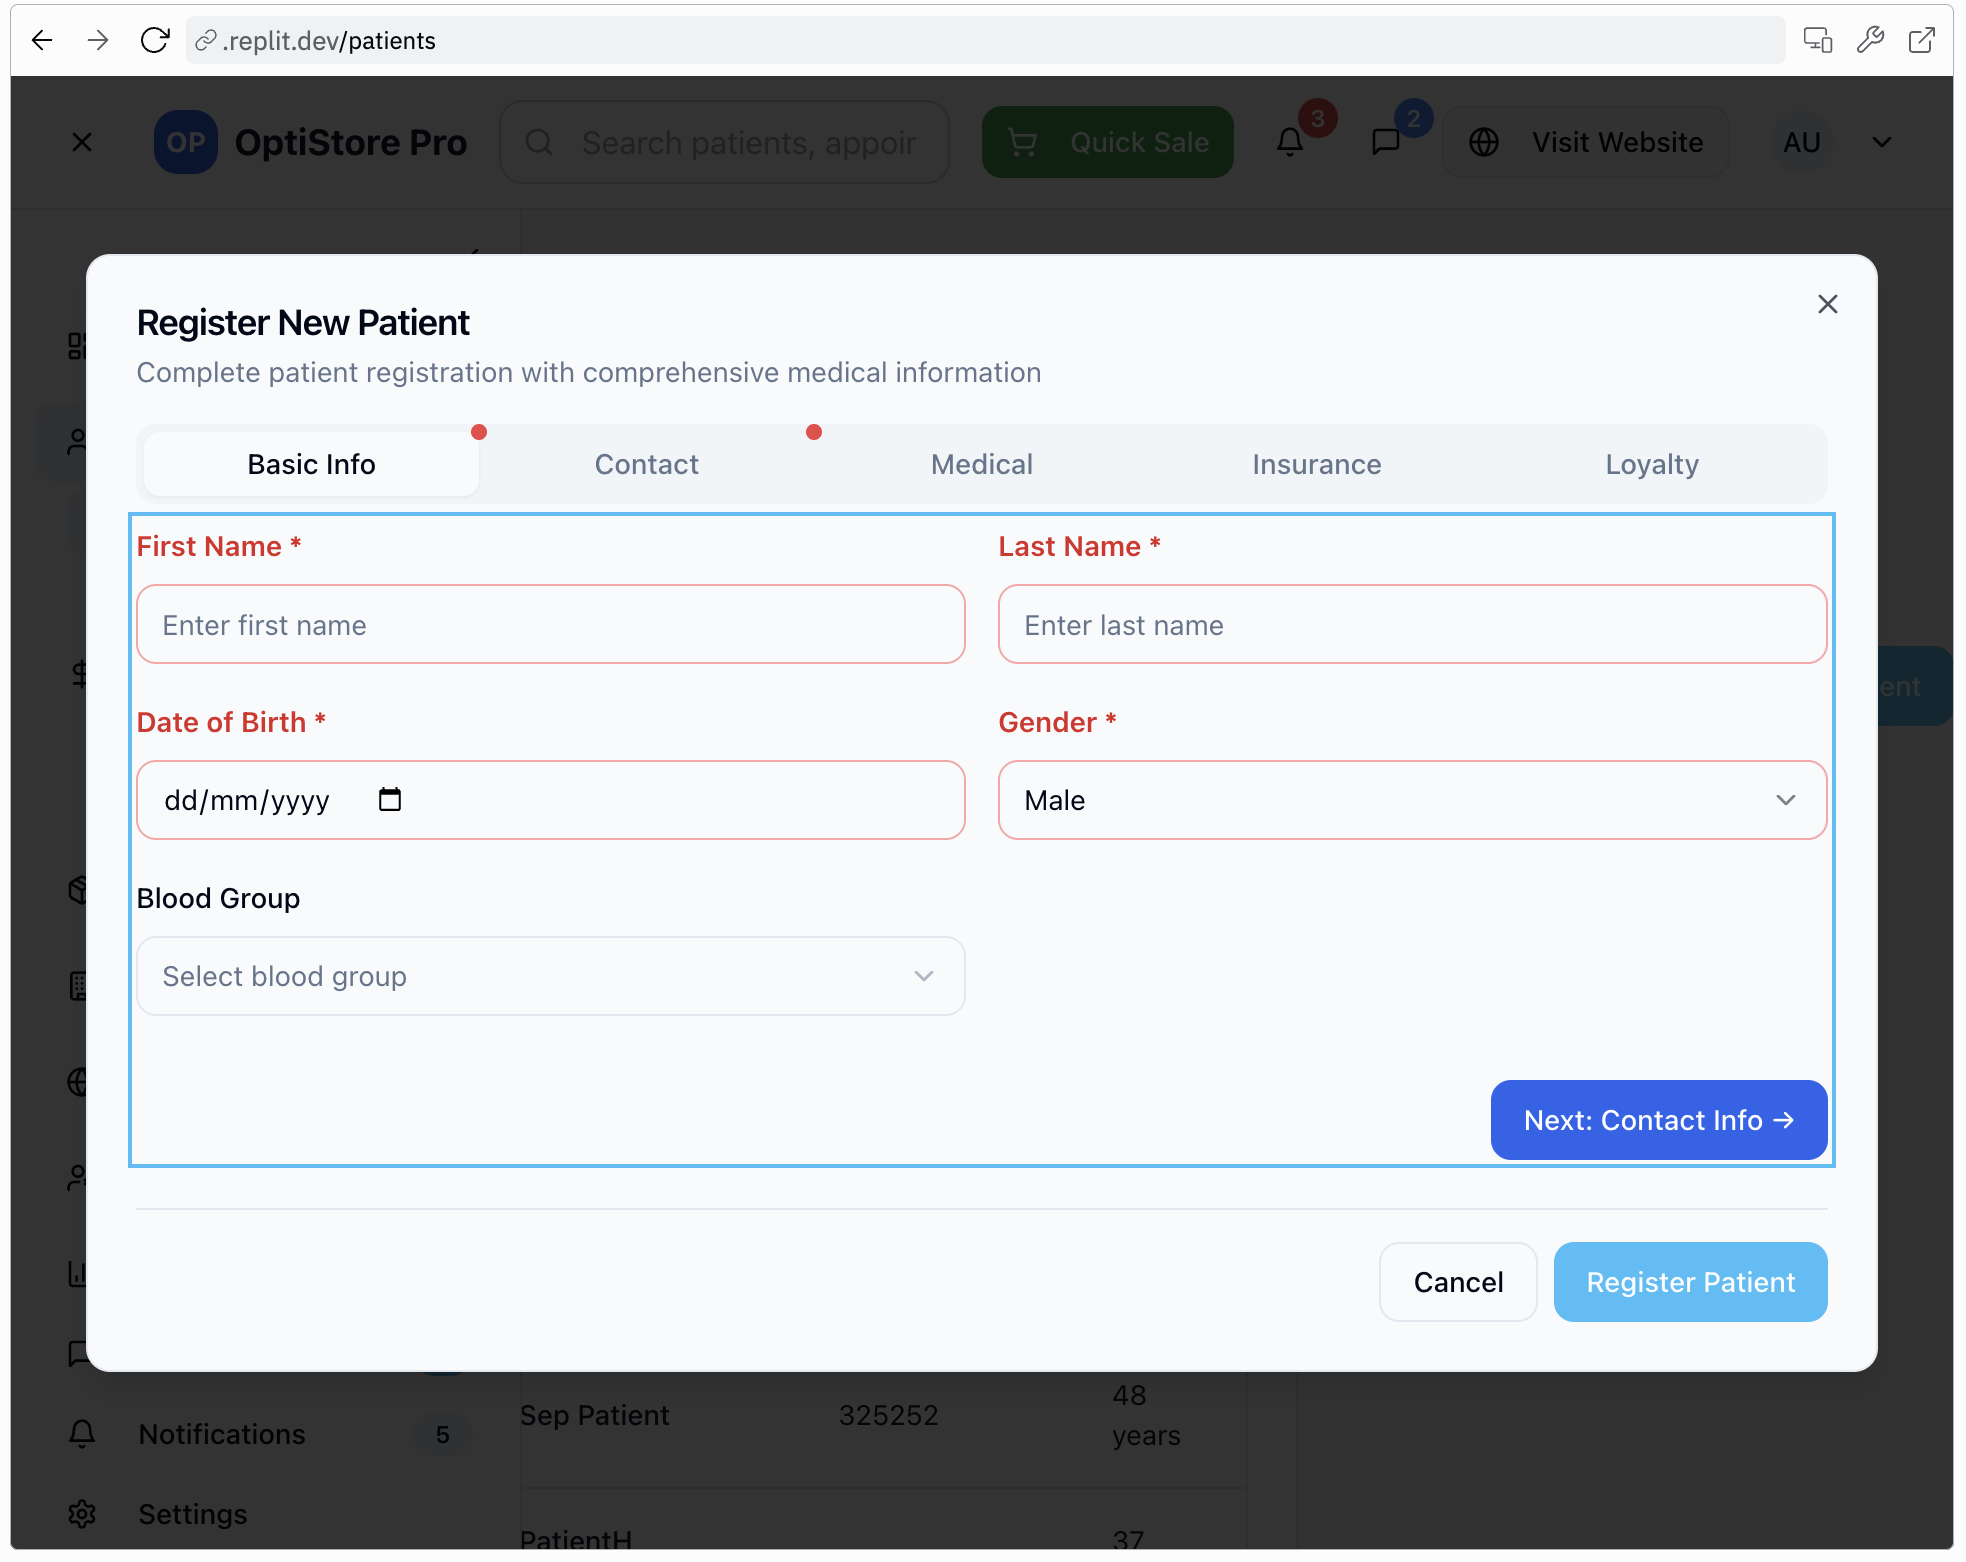 .replit.dev/patients
OP OptiStore Pro
Search patients, appoir
Quick Sale
3
2
Visit Website
AU
Register New Patient
Complete patient registration with comprehensive medical information
Basic Info
Contact
Medical
Insurance
Loyalty
First Name *
Last Name *
Enter first name
Enter last name
Date of Birth *
Gender *
dd/mm/yyyy
Male
Blood Group
Select blood group
Next: Contact Info →
ent
Cancel
Register Patient
Sep Patient
325252
48
years
Notifications
5
Settings
PatientH
37